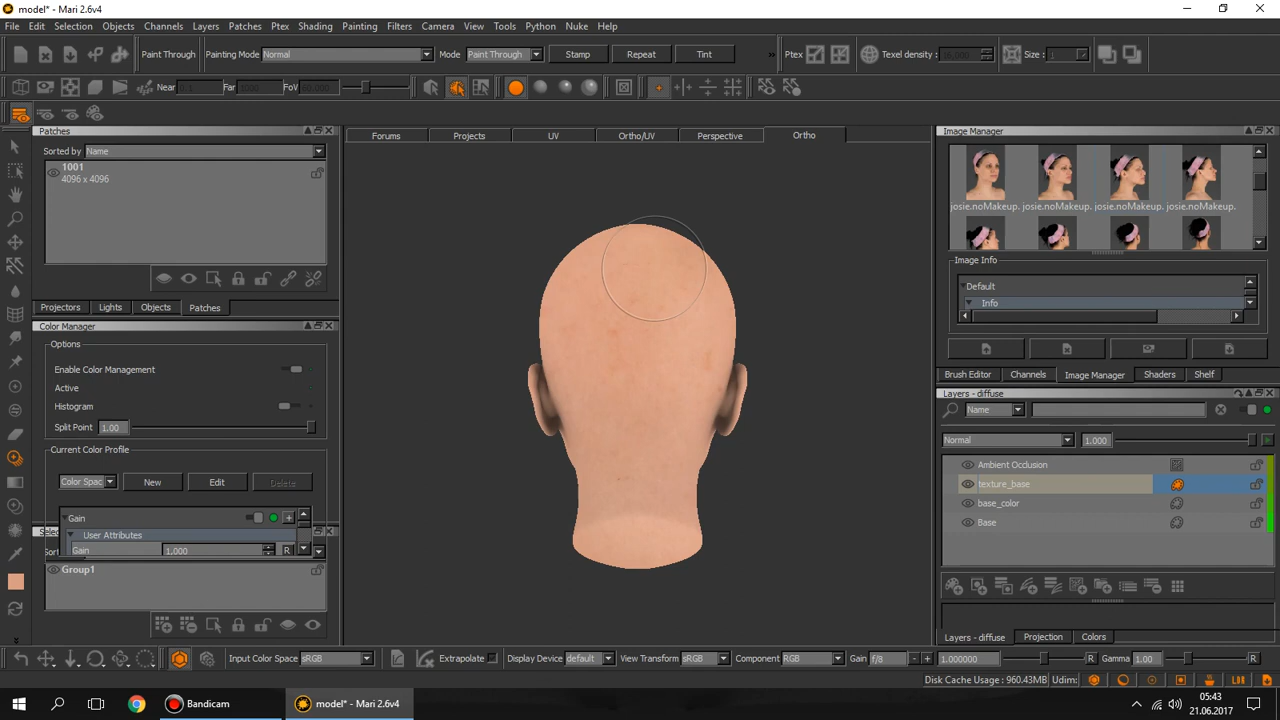 model* - Mari 2.6v4
File Edit Selection Objects Channels Layers Patches Ptex Shading Painting Filters Camera View Tools Python Nuke Help
Paint Through Painting Mode Normal Mode Paint Through Stamp Repeat Tint » Ptex Texel density: Size: 1
Near 0.1 Far FoV
Patches
Sorted by Name
1001
4096 x 4096
Projectors Lights Objects Patches
Color Manager
Options
Enable Color Management
Active
Histogram
Split Point 1.00
Current Color Profile
Color Spac New Edit Delete
Gain
User Attributes
Gain 1.000 R
Group1
Forums Projects UV Ortho/UV Perspective Ortho
Image Manager
josie.noMakeup. josie.noMakeup. josie.noMakeup. josie.noMakeup.
Image Info
Default
Info
Brush Editor Channels Image Manager Shaders Shelf
Layers - diffuse
Name
Normal 1.000
Ambient Occlusion
texture_base
base_color
Base
Layers - diffuse Projection Colors
Input Color Space sRGB Extrapolate Display Device default View Transform sRGB Component RGB Gain f/8 - + 1.000000 R Gamma 1.00 R
Disk Cache Usage: 960.43MB Udim:
Bandicam model* - Mari 2.6v4
05:43
21.06.2017